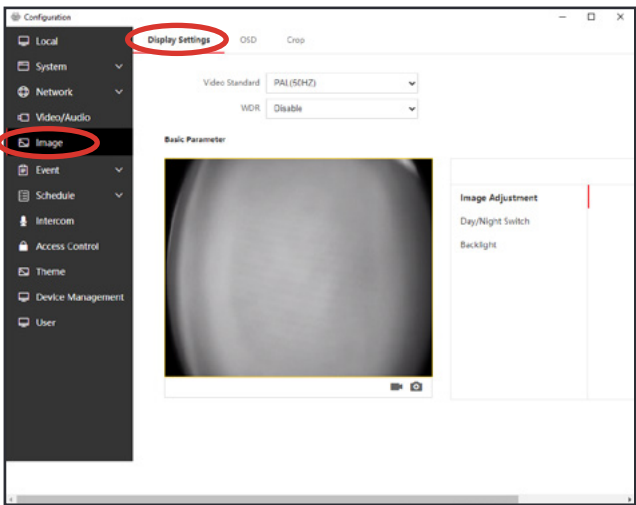 Configuration
Local
System
Network
Video/Audio
Image
Event
Schedule
Intercom
Access Control
Theme
Device Management
User
Display Settings OSD Crop
Video Standard PAL(50HZ)
WDR Disable
Basic Parameter
Image Adjustment
Day/Night Switch
Backlight